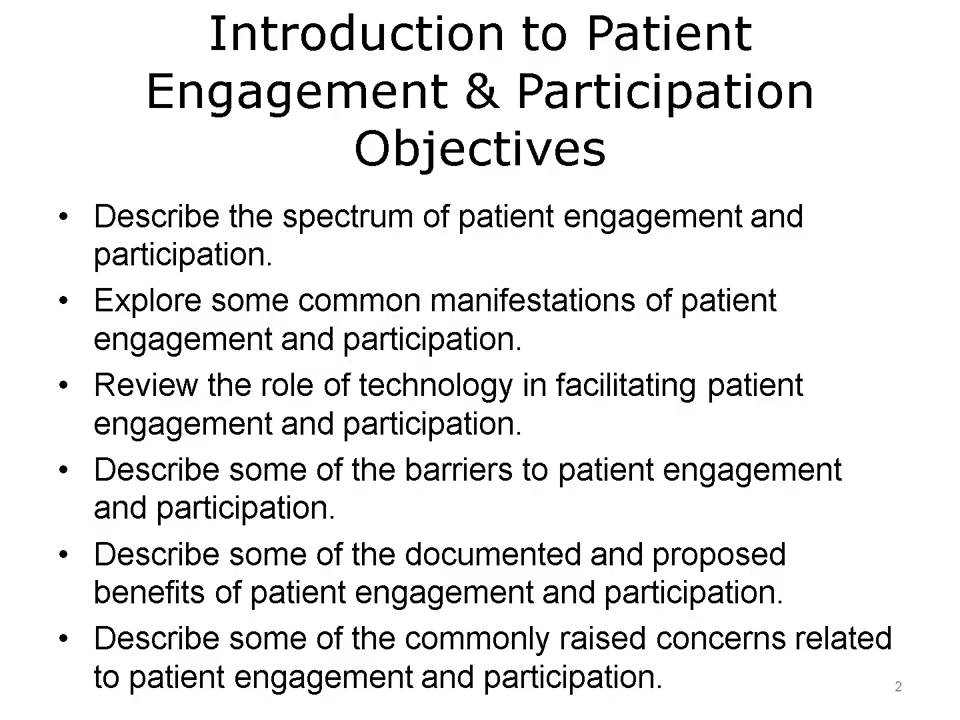 Introduction to Patient
Engagement & Participation
Objectives
• Describe the spectrum of patient engagement and
participation.
• Explore some common manifestations of patient
engagement and participation.
• Review the role of technology in facilitating patient
engagement and participation.
• Describe some of the barriers to patient engagement
and participation.
• Describe some of the documented and proposed
benefits of patient engagement and participation.
• Describe some of the commonly raised concerns related
to patient engagement and participation.
2